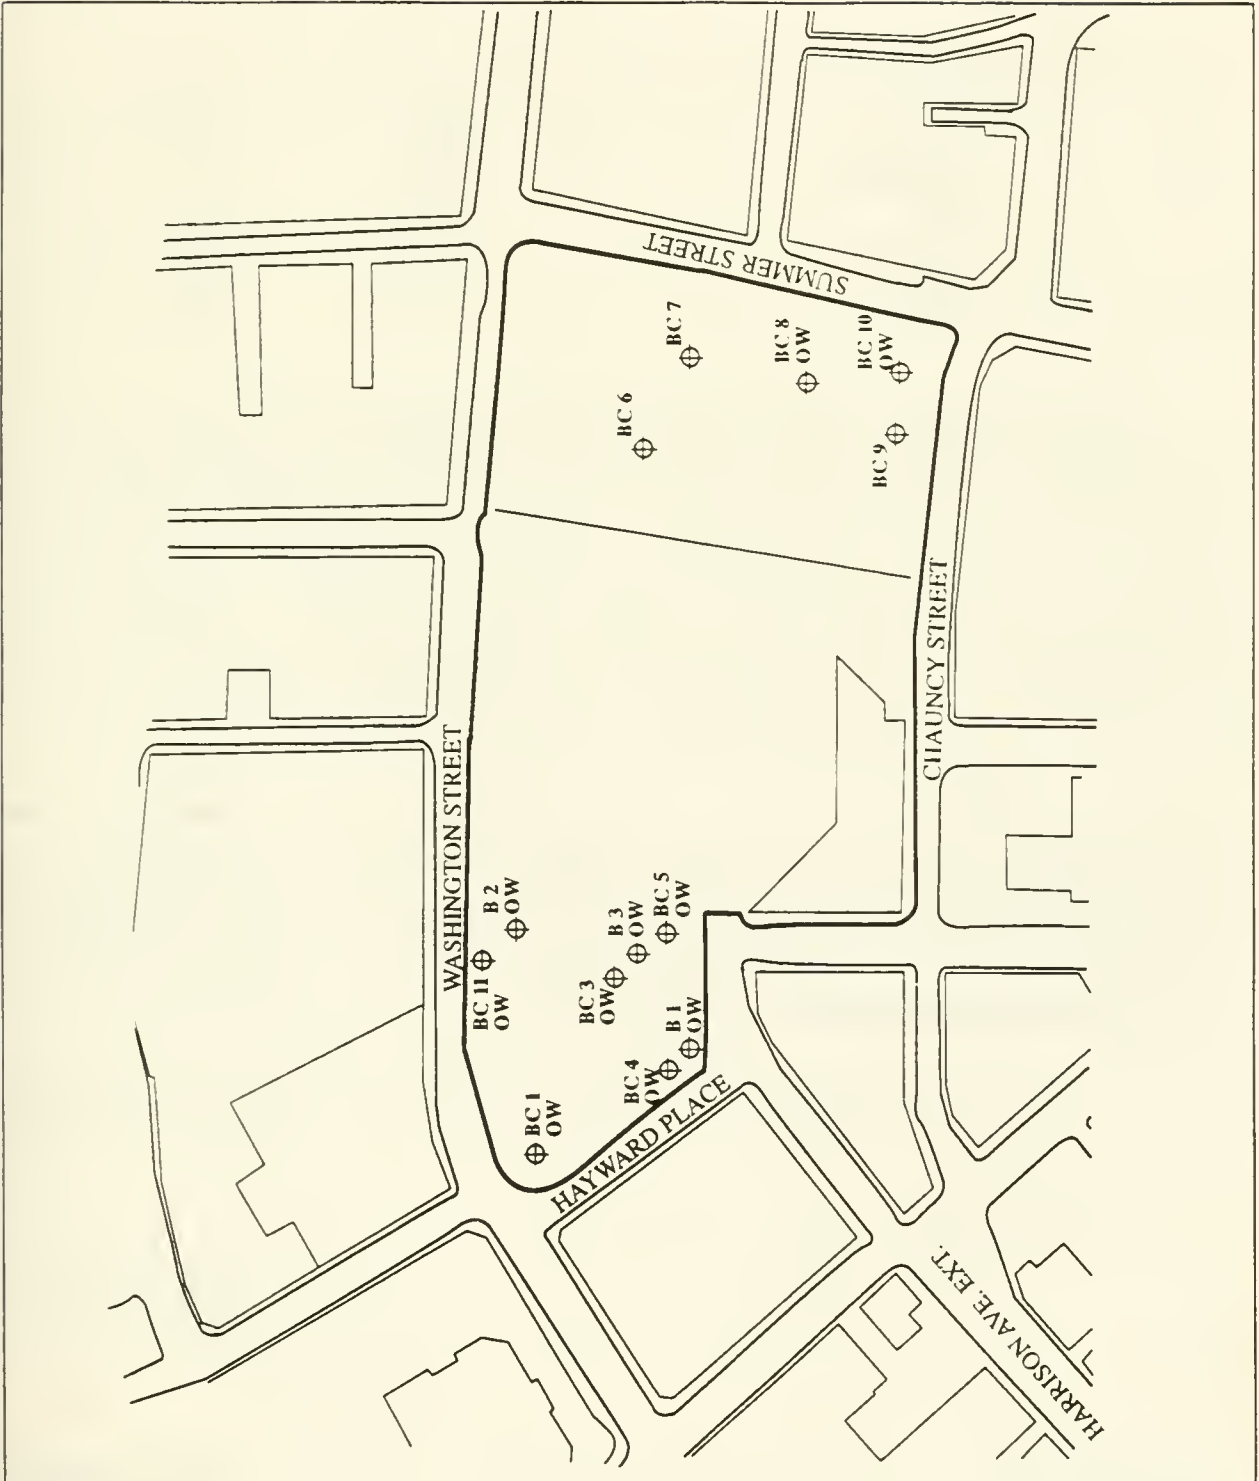 SUMMER STREET
BC 7
BC 8
OW
BC 10
OW
BC 6
BC 9
CHAUNCY STREET
WASHINGTON STREET
B 2
OW
BC 11
OW
B 3
OW
BC 5
OW
BC 3
OW
B 1
OW
BC 4
OW
BC 1
OW
HAYWARD PLACE
HARRISON AVE. EXT.